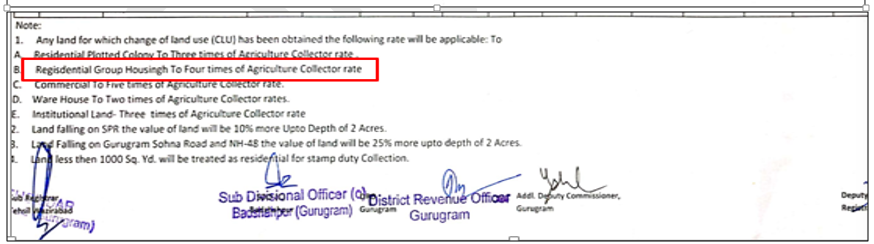 Note:
1. Any land for which change of land use (CLU) has been obtained the following rate will be applicable: To
A. Residential Plotted Colony To Three times of Agriculture Collector rate .
B. Regisdential Group Housingh To Four times of Agriculture Collector rate
C. Commercial To Five times of Agriculture Collector rate.
D. Ware House To Two times of Agriculture Collector rates.
E. Institutional Land- Three times of Agriculture Collector rate
2. Land falling on SPR the value of land will be 10% more Upto Depth of 2 Acres.
3. Land Falling on Gurugram Sohna Road and NH-48 the value of land will be 25% more upto depth of 2 Acres.
Land less then 1000 Sq. Yd. will be treated as residential for stamp duty Collection.
Sub Divisional Officer (c)
Badshahpur (Gurugram)
Gurugram
District Revenue Officer
Gurugram
Addl. Deputy Commissioner,
Gurugram
Deputy